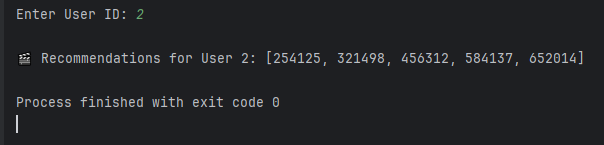 Enter User ID: 2
🎬 Recommendations for User 2: [254125, 321498, 456312, 584137, 652014]
Process finished with exit code 0